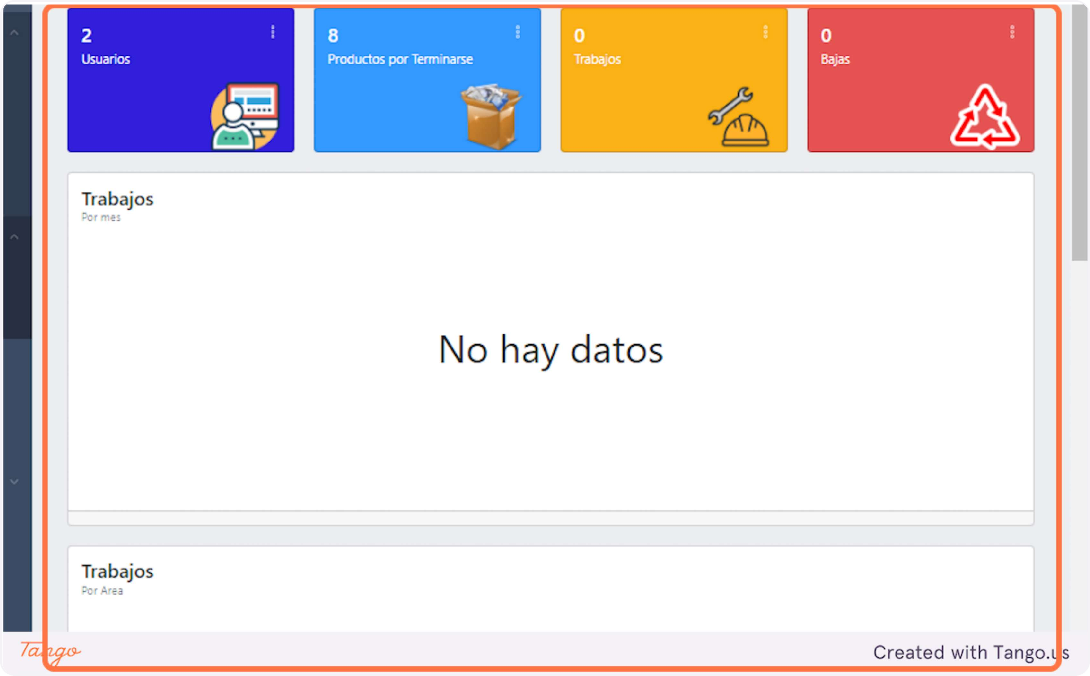 2
Usuarios
8
Productos por Terminarse
0
Trabajos
0
Bajas
Trabajos
Por mes
No hay datos
Trabajos
Por Area
Tango
Created with Tango.us